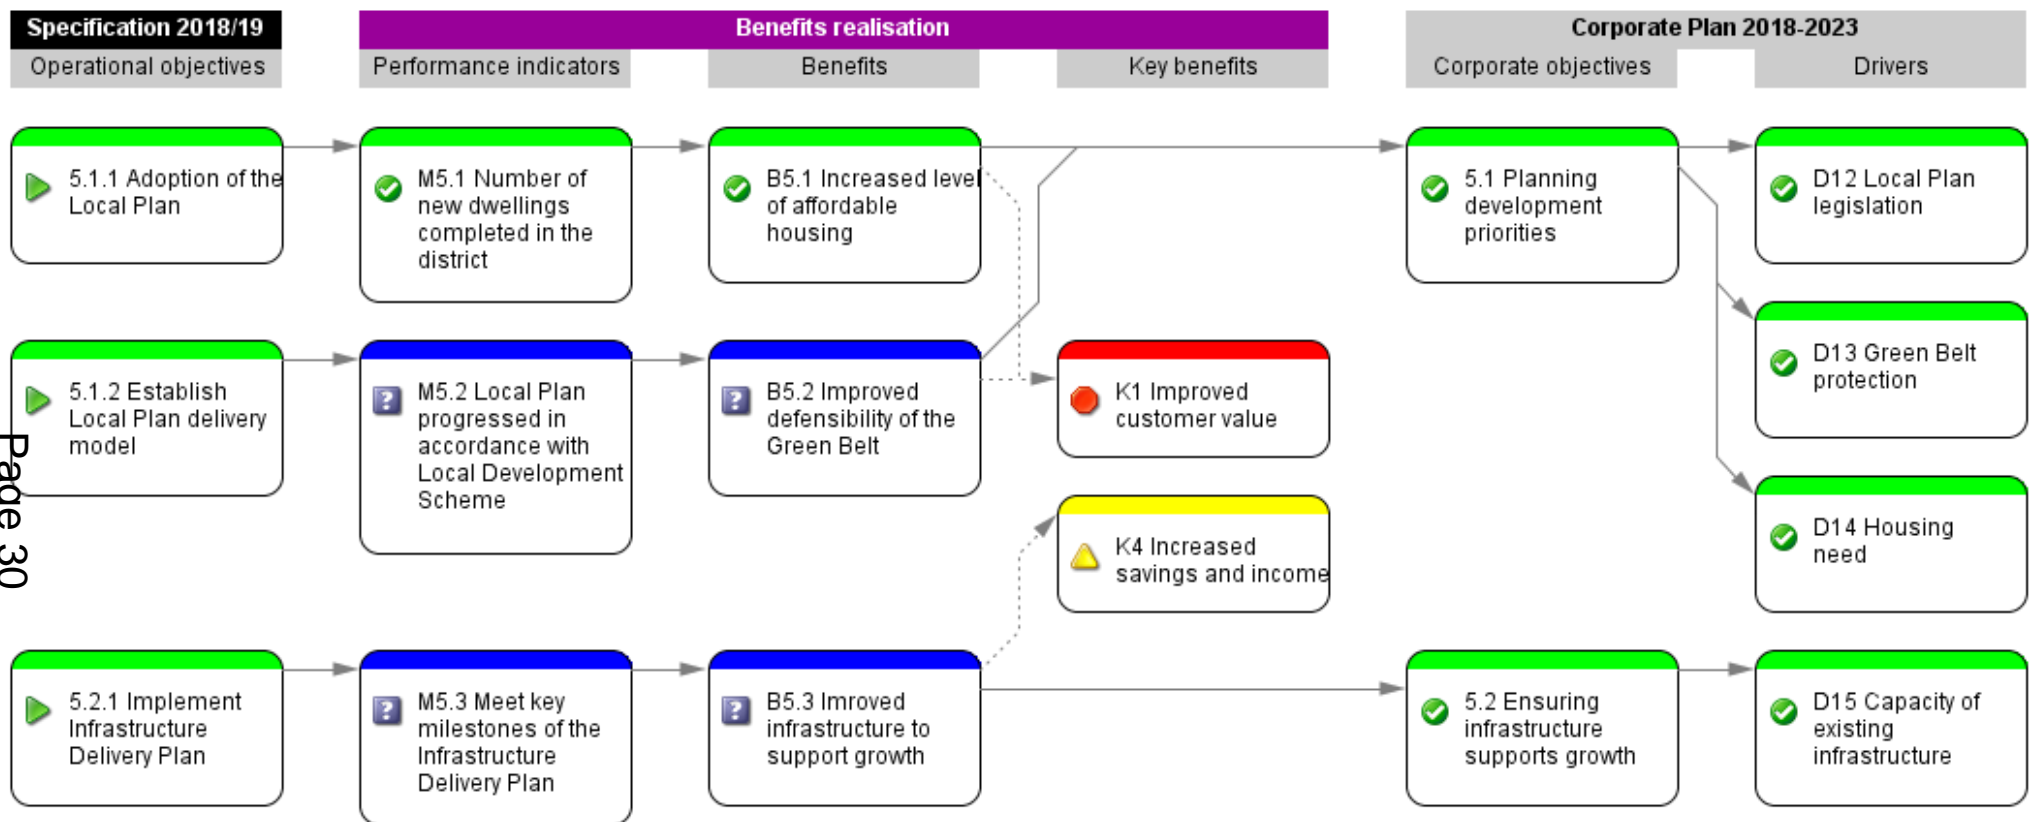 Specification 2018/19
Benefits realisation
Corporate Plan 2018-2023
Operational objectives
Performance indicators
Benefits
Key benefits
Corporate objectives
Drivers
5.1.1 Adoption of the
Local Plan
M5.1 Number of
new dwellings
completed in the
district
B5.1 Increased level
of affordable
housing
5.1 Planning
development
priorities
D12 Local Plan
legislation
D13 Green Belt
protection
5.1.2 Establish
Local Plan delivery
model
M5.2 Local Plan
progressed in
accordance with
Local Development
Scheme
B5.2 Improved
defensibility of the
Green Belt
K1 Improved
customer value
K4 Increased
savings and income
D14 Housing
need
5.2.1 Implement
Infrastructure
Delivery Plan
M5.3 Meet key
milestones of the
Infrastructure
Delivery Plan
B5.3 Imroved
infrastructure to
support growth
5.2 Ensuring
infrastructure
supports growth
D15 Capacity of
existing
infrastructure
Page 30